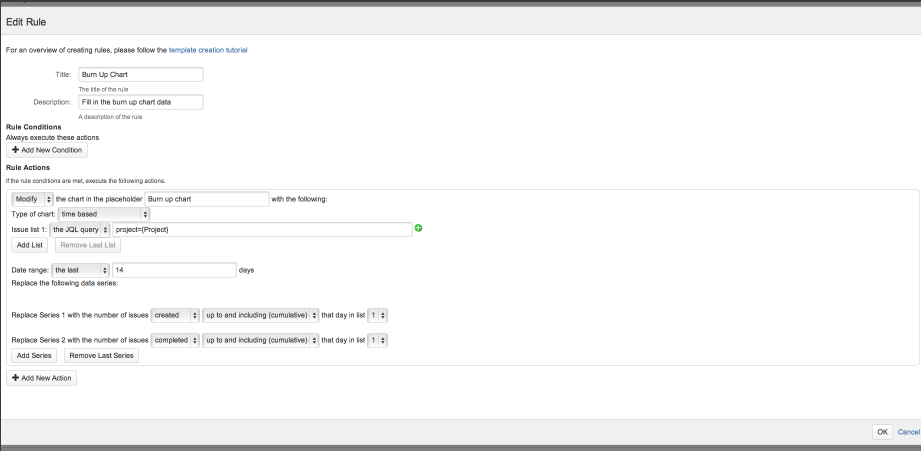 Edit Rule
For an overview of creating rules, please follow the template creation tutorial
Title: Burn Up Chart
The title of the rule
Description: Fill in the burn up chart data
A description of the rule
Rule Conditions
Always execute these actions
Add New Condition
Rule Actions
If the rule conditions are met, execute the following actions.
Modify the chart in the placeholder Burn up chart with the following:
Type of chart: time based
Issue list 1: the JQL query project={Project}
Add List Remove Last List
Date range: the last 14 days
Replace the following data series:
Replace Series 1 with the number of issues created up to and including (cumulative) that day in list 1
Replace Series 2 with the number of issues completed up to and including (cumulative) that day in list 1
Add Series Remove Last Series
Add New Action
OK Cancel